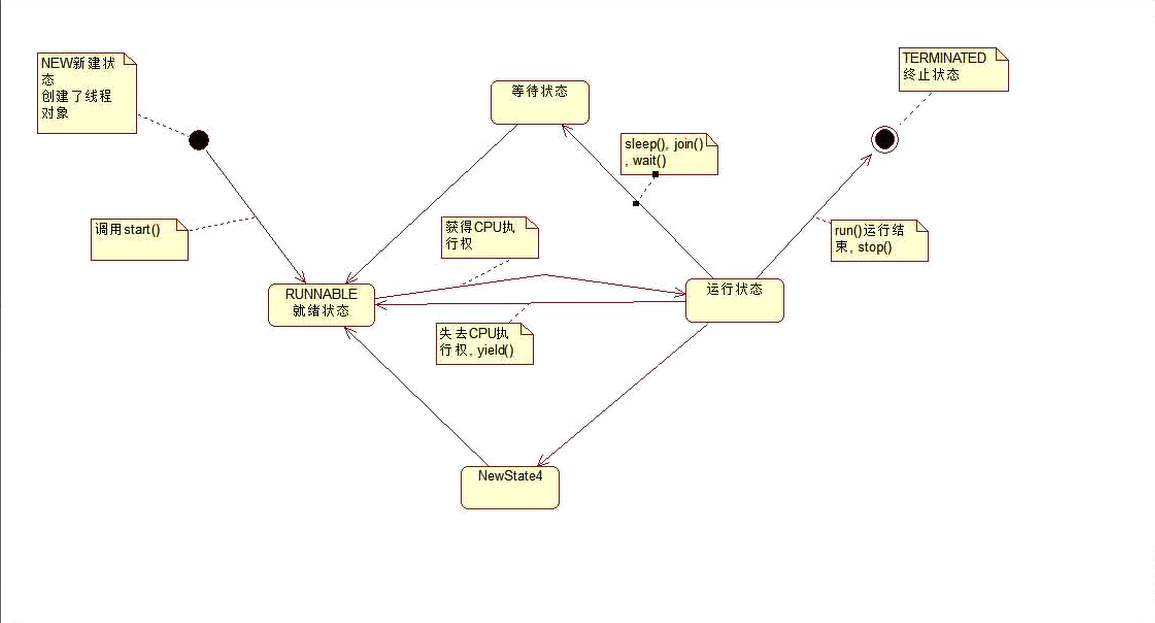 NEW新建状
态
创建了线程
对象
TERMINATED
终止状态
等待状态
sleep(), join()
, wait()
调用start()
获得CPU执
行权
run()运行结
束, stop()
RUNNABLE
就绪状态
运行状态
失去CPU执
行权, yield()
NewState4